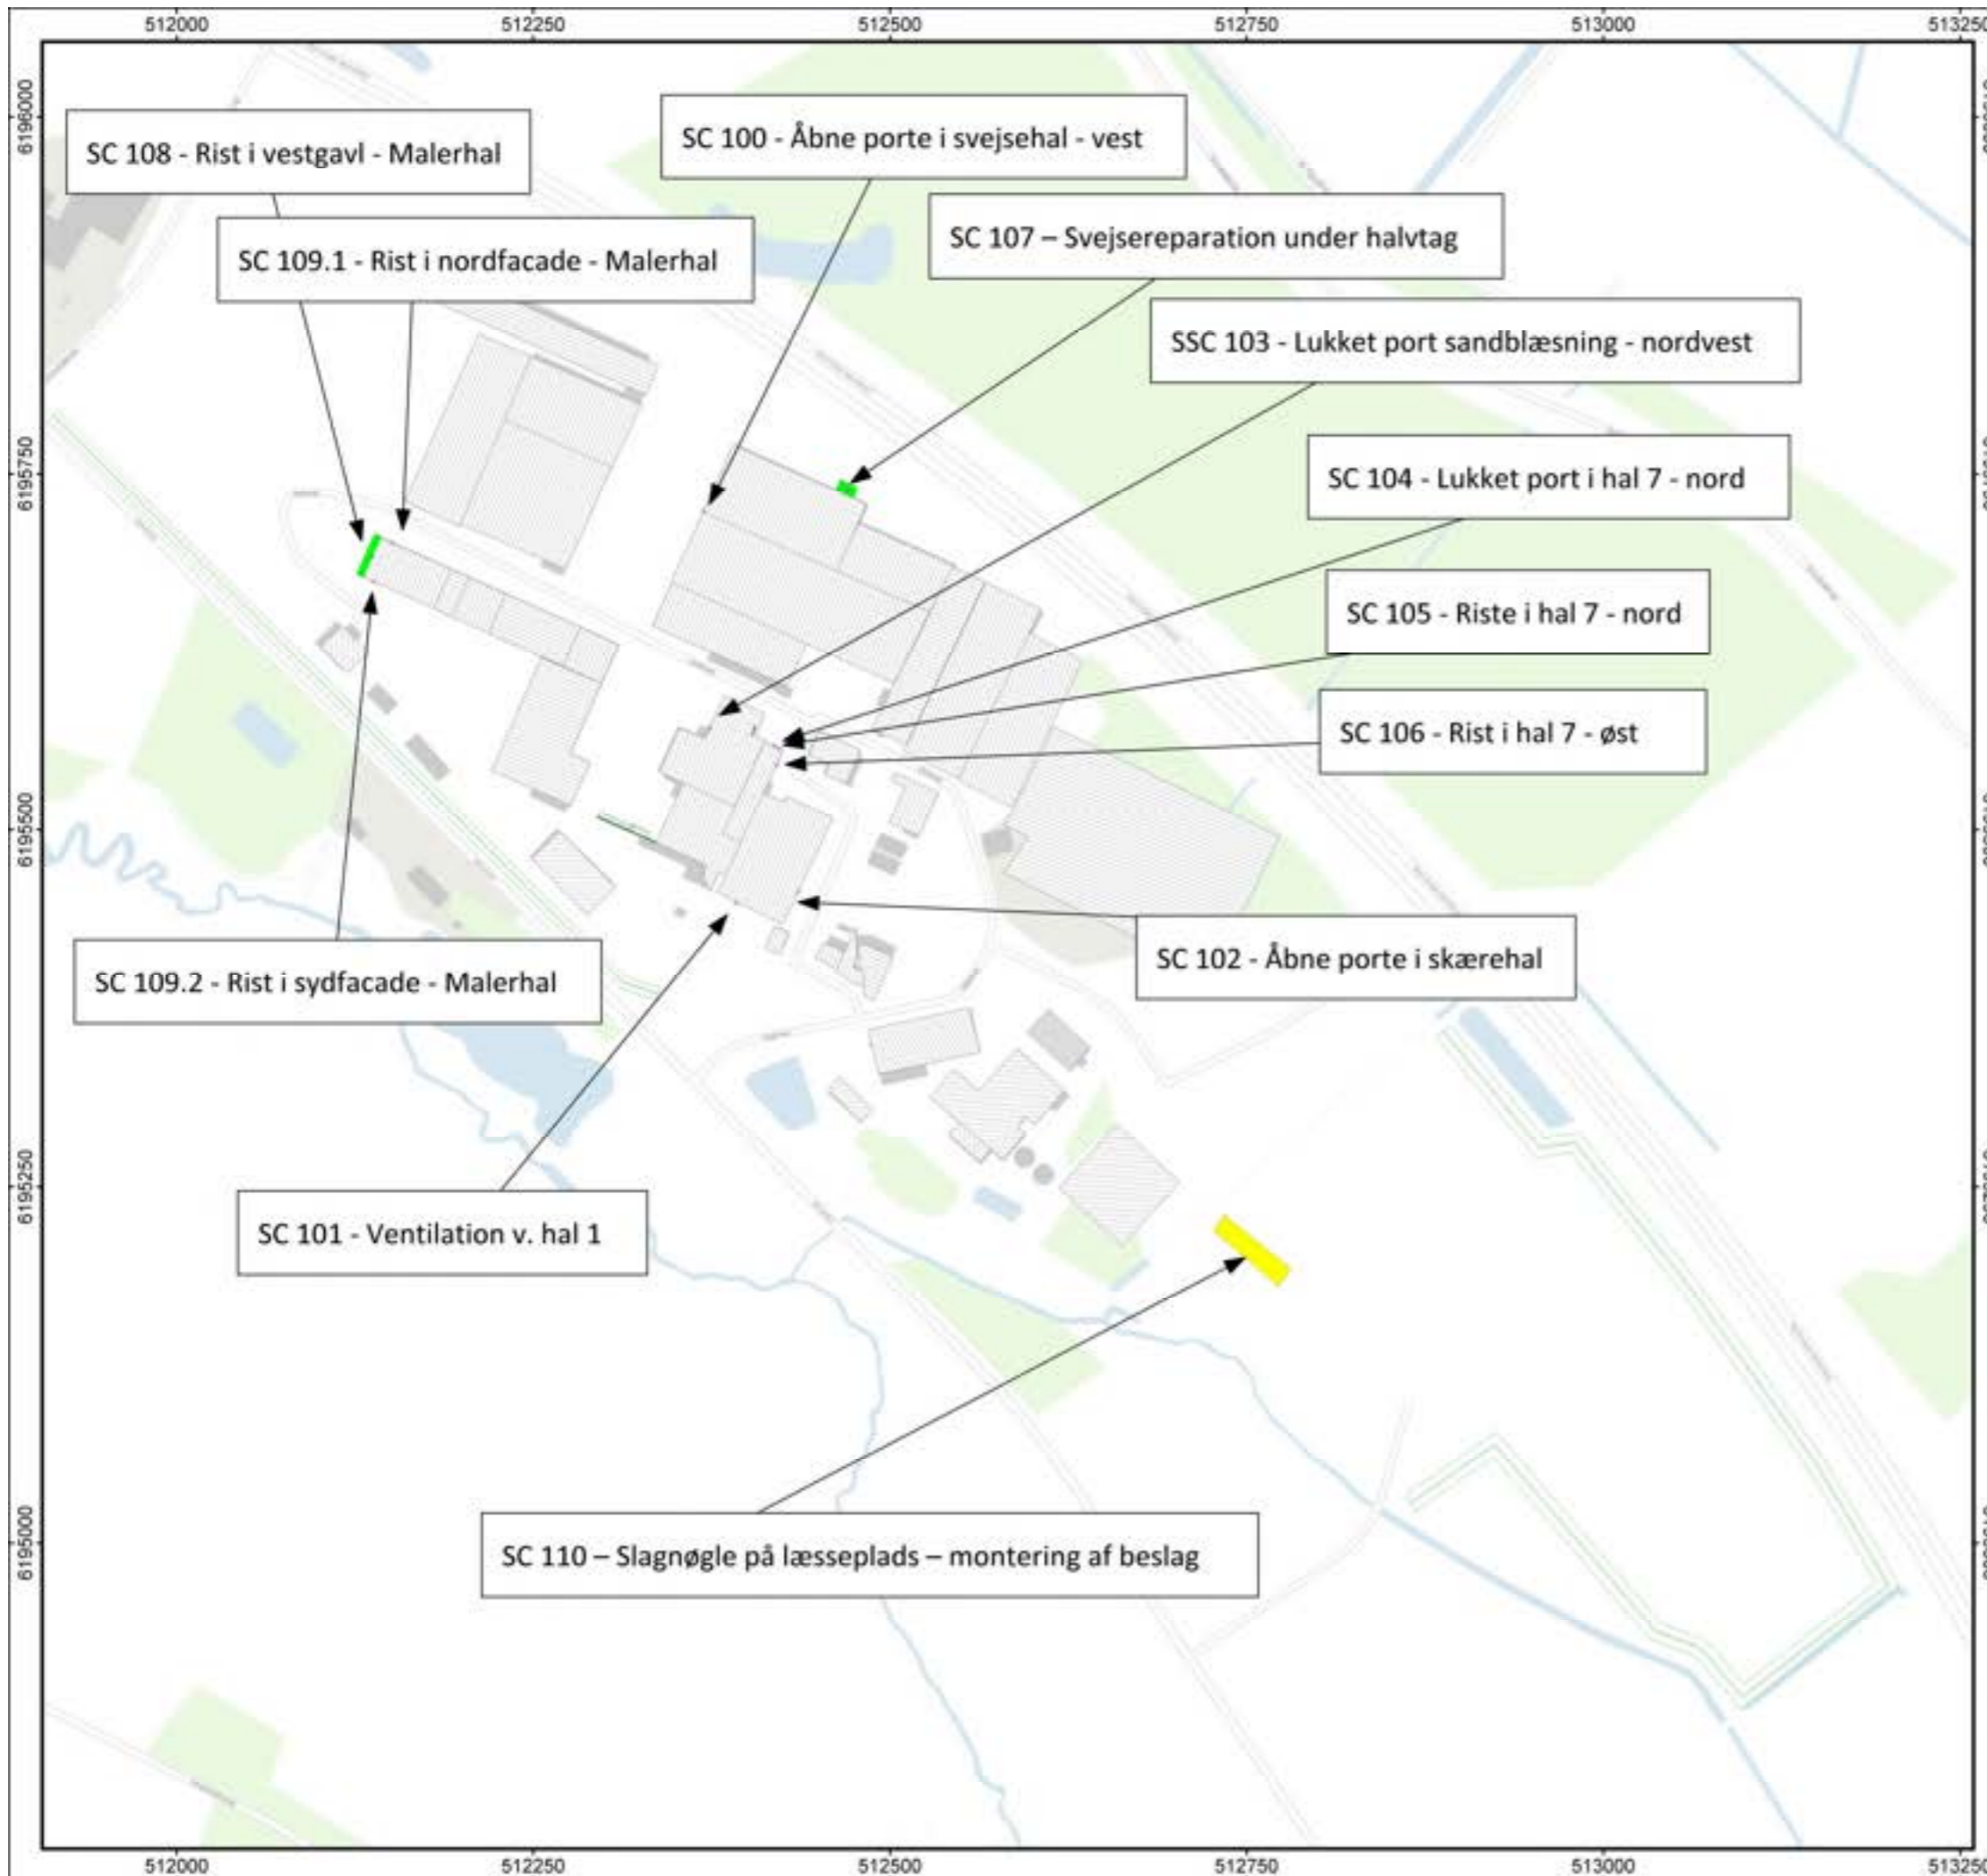 512000 512250 512500 512750 513000 513250
6196000
SC 108 - Rist i vestgavl - Malerhal
SC 100 - Åbne porte i svejsehal - vest
SC 109.1 - Rist i nordfacade - Malerhal
SC 107 – Svejsereparation under halvtag
SSC 103 - Lukket port sandblæsning - nordvest
6195750
SC 104 - Lukket port i hal 7 - nord
SC 105 - Riste i hal 7 - nord
SC 106 - Rist i hal 7 - øst
6195500
SC 102 - Åbne porte i skærehal
SC 109.2 - Rist i sydfacade - Malerhal
6195250
SC 101 - Ventilation v. hal 1
6195000
SC 110 – Slagnøgle på læsseplads – montering af beslag
512000 512250 512500 512750 513000 513250